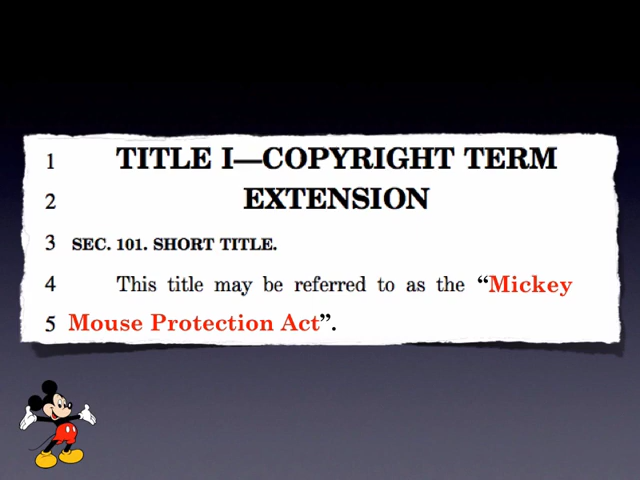 1 TITLE I—COPYRIGHT TERM
2 EXTENSION
3 SEC. 101. SHORT TITLE.
4 This title may be referred to as the “Mickey
5 Mouse Protection Act”.